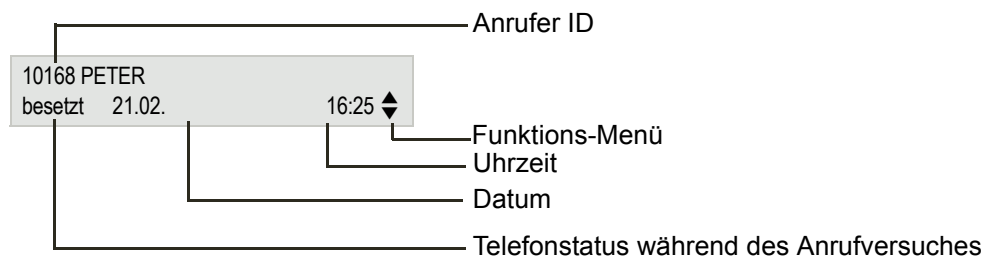 Anrufer ID
10168 PETER
besetzt 21.02. 16:25
Funktions-Menü
Uhrzeit
Datum
Telefonstatus während des Anrufversuches